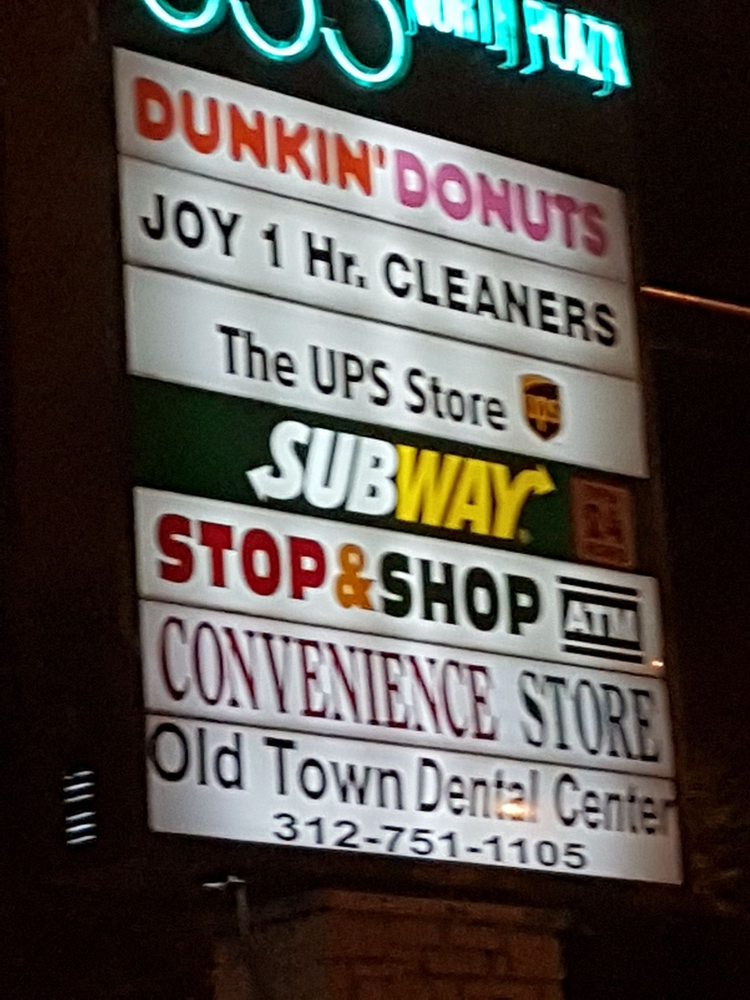 NORTH PLAZA
DUNKIN' DONUTS
JOY 1 Hr. CLEANERS
The UPS Store ups
SUBWAY
STOP&SHOP ATM
CONVENIENCE STORE
Old Town Dental Center
312-751-1105